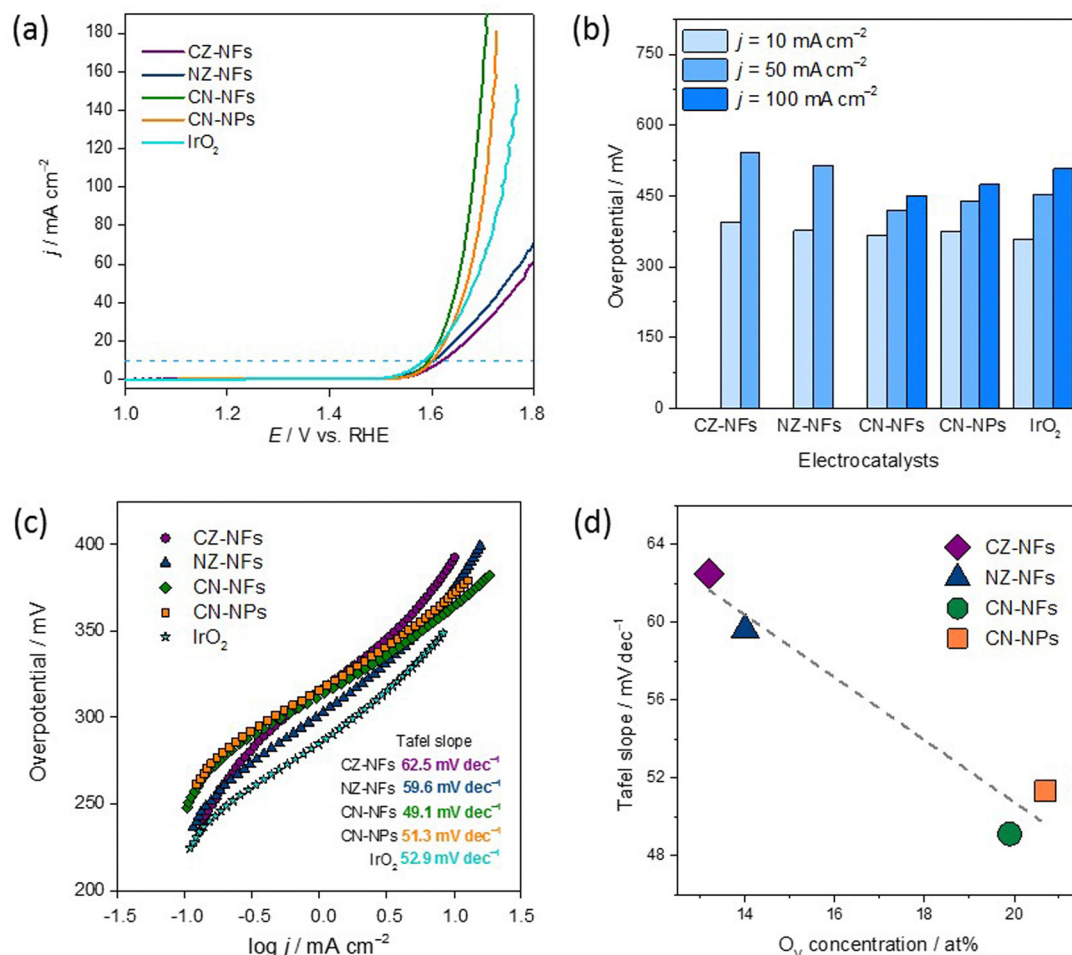 (a)
CZ-NFs
NZ-NFs
CN-NFs
CN-NPs
IrO₂
180
160
140
120
100
80
60
40
20
0
j / mA cm⁻²
1.0 1.2 1.4 1.6 1.8
E / V vs. RHE
(b)
j = 10 mA cm⁻²
j = 50 mA cm⁻²
j = 100 mA cm⁻²
750
600
450
300
150
0
Overpotential / mV
CZ-NFs NZ-NFs CN-NFs CN-NPs IrO₂
Electrocatalysts
(c)
CZ-NFs
NZ-NFs
CN-NFs
CN-NPs
IrO₂
400
350
300
250
200
Overpotential / mV
Tafel slope
CZ-NFs 62.5 mV dec⁻¹
NZ-NFs 59.6 mV dec⁻¹
CN-NFs 49.1 mV dec⁻¹
CN-NPs 51.3 mV dec⁻¹
IrO₂ 52.9 mV dec⁻¹
-1.5 -1.0 -0.5 0.0 0.5 1.0 1.5
log j / mA cm⁻²
(d)
CZ-NFs
NZ-NFs
CN-NFs
CN-NPs
64
60
56
52
48
Tafel slope / mV dec⁻¹
14 16 18 20
Oᵥ concentration / at%